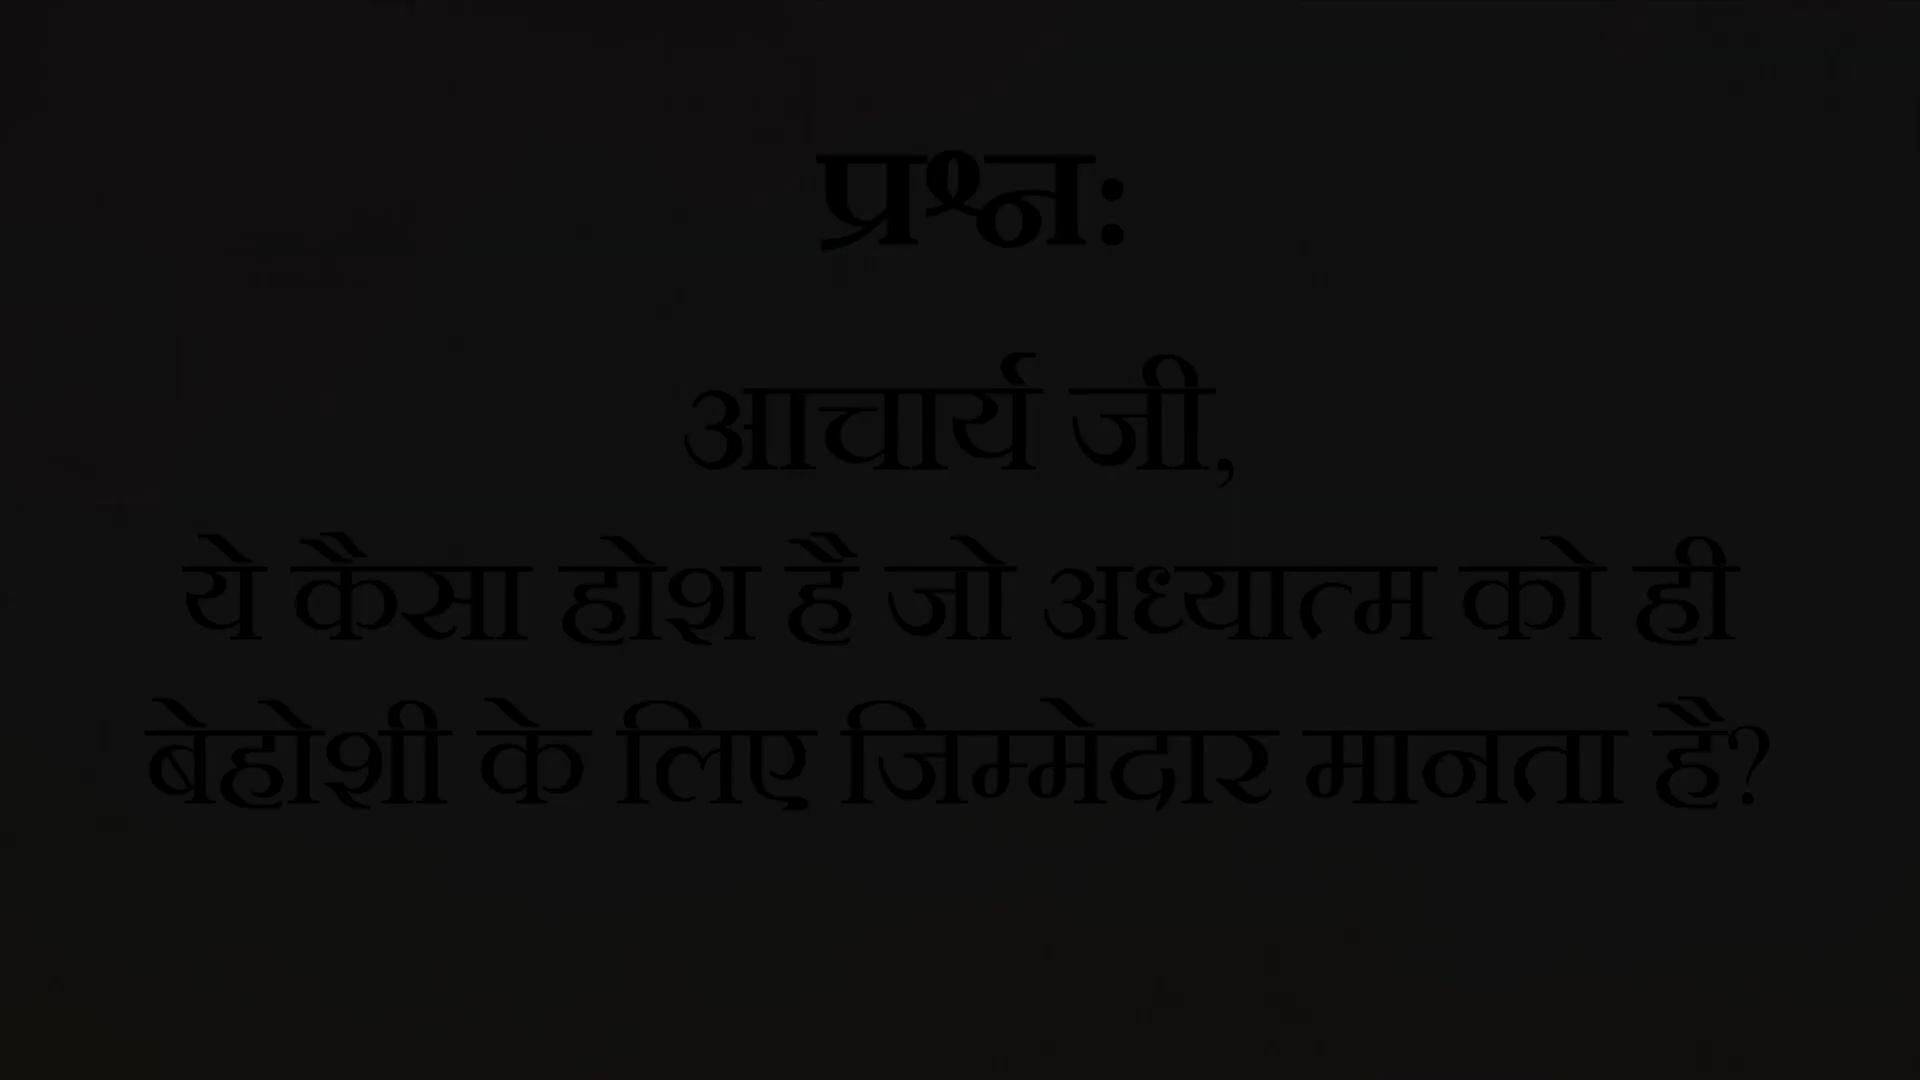 प्रश्न:
आचार्य जी,
ये कैसा होश है जो अध्यात्म को ही
बेहोशी के लिए जिम्मेदार मानता है?